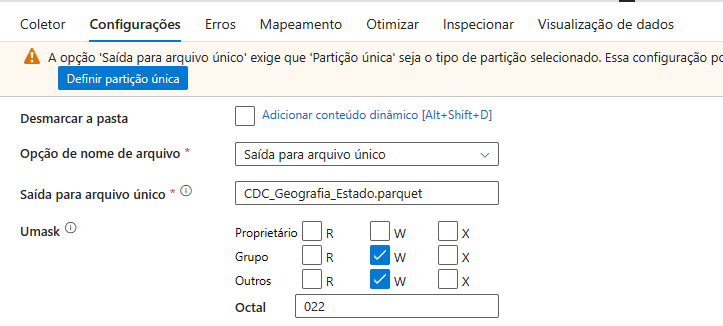 Coletor Configurações Erros Mapeamento Otimizar Inspecionar Visualização de dados
A opção 'Saída para arquivo único' exige que 'Partição única' seja o tipo de partição selecionado. Essa configuração po
Definir partição única
Desmarcar a pasta Adicionar conteúdo dinâmico [Alt+Shift+D]
Opção de nome de arquivo * Saída para arquivo único
Saída para arquivo único * CDC_Geografia_Estado.parquet
Umask Proprietário R W X
Grupo R W X
Outros R W X
Octal 022